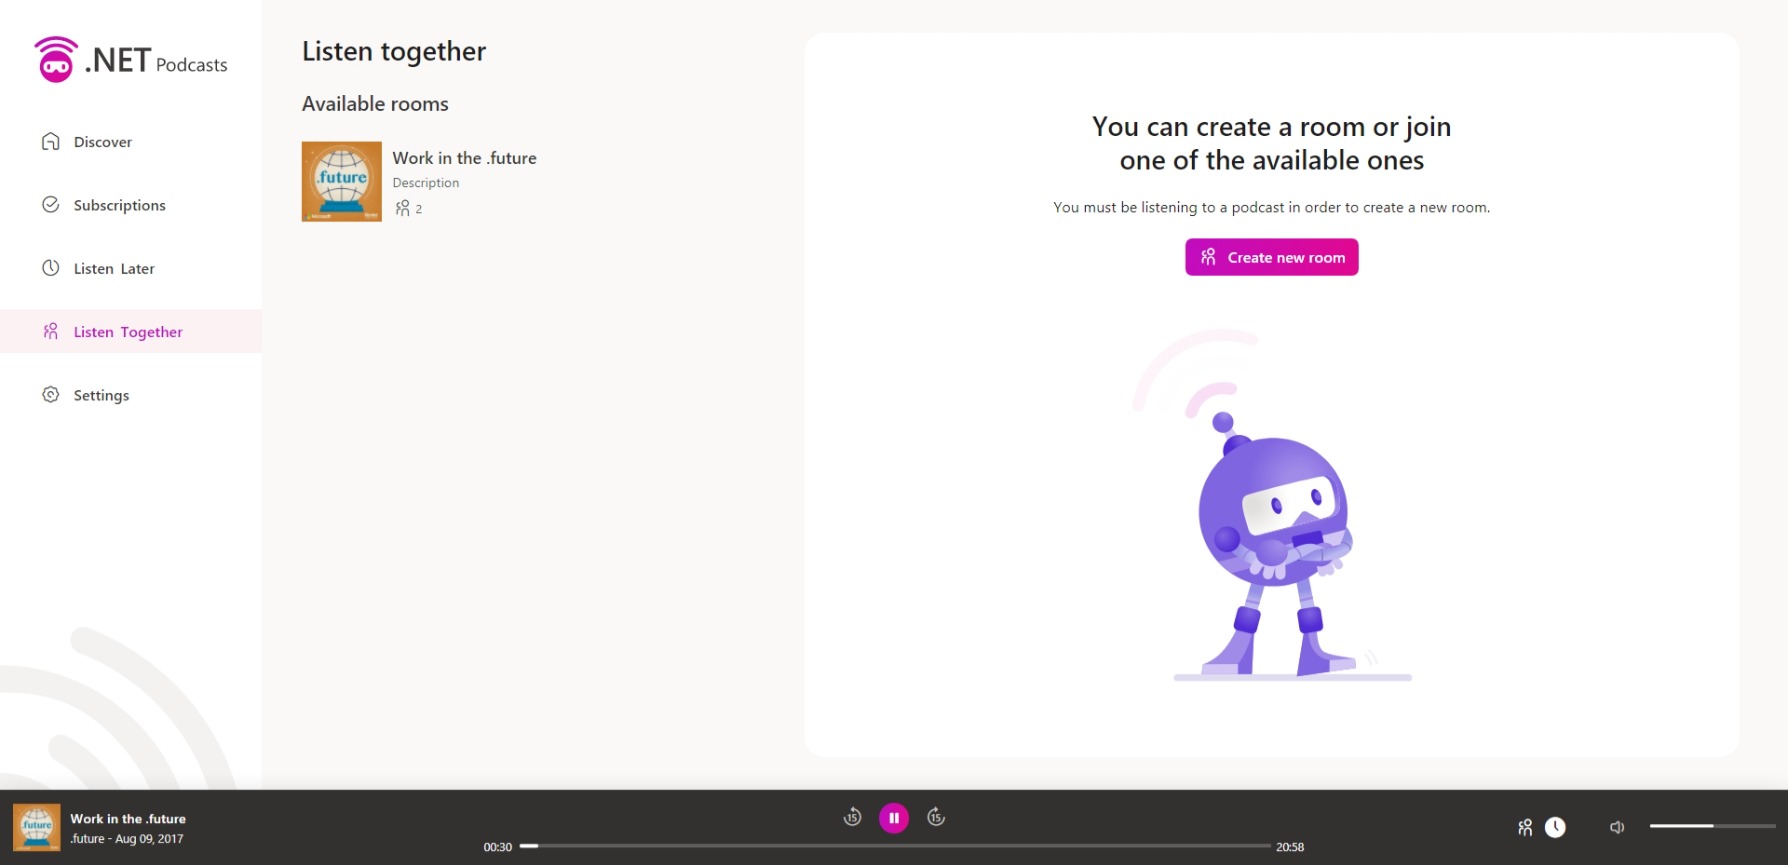 .NET Podcasts
Discover
Subscriptions
Listen Later
Listen Together
Settings
Listen together
Available rooms
.future
Microsoft
Work in the .future
Description
2
You can create a room or join
one of the available ones
You must be listening to a podcast in order to create a new room.
Create new room
.future
Work in the .future
.future - Aug 09, 2017
15
15
00:30
20:58